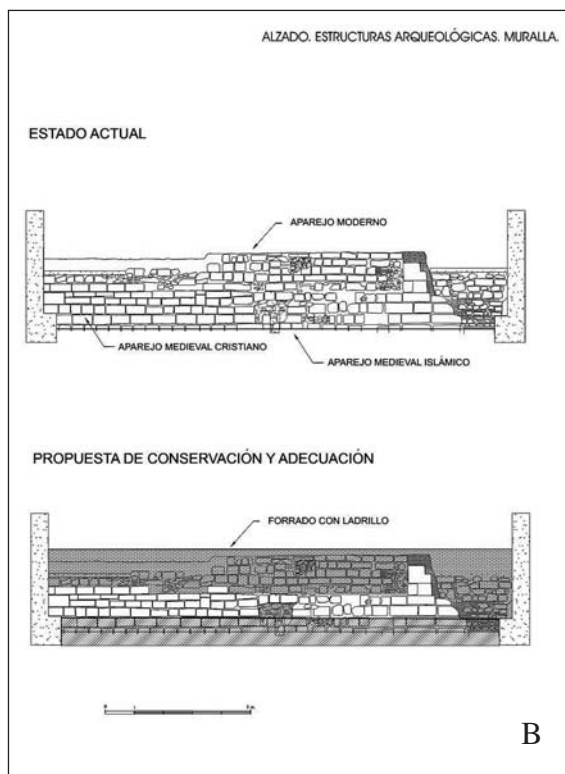 ALZADO. ESTRUCTURAS ARQUEOLÓGICAS. MURALLA.
ESTADO ACTUAL
APAREJO MODERNO
APAREJO MEDIEVAL CRISTIANO
APAREJO MEDIEVAL ISLÁMICO
PROPUESTA DE CONSERVACIÓN Y ADECUACIÓN
FORRADO CON LADRILLO
B